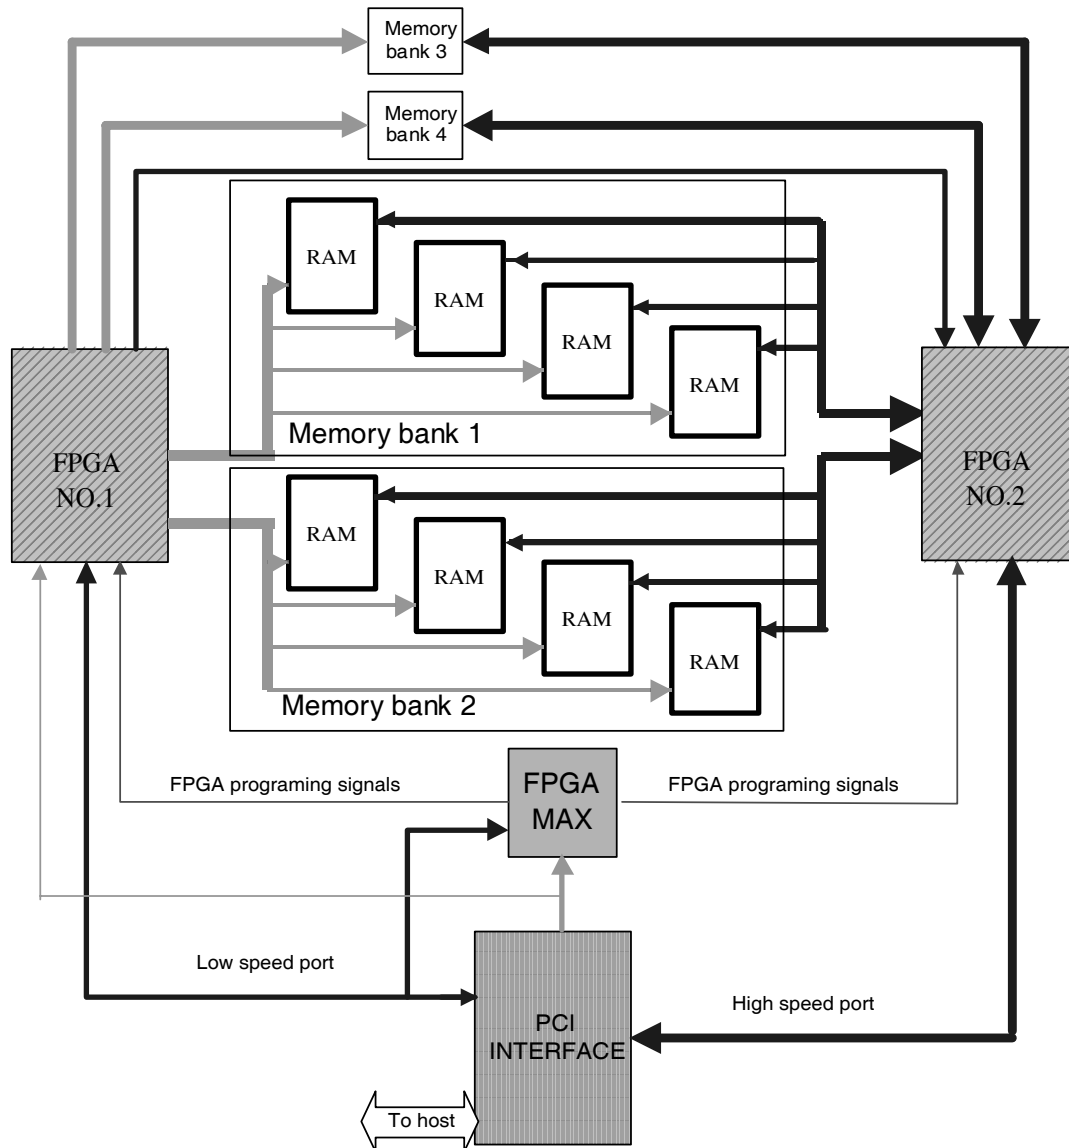 Memory
bank 3
Memory
bank 4
RAM
RAM
RAM
RAM
Memory bank 1
FPGA
NO.1
FPGA
NO.2
RAM
RAM
RAM
RAM
Memory bank 2
FPGA programing signals
FPGA
MAX
FPGA programing signals
Low speed port
High speed port
PCI
INTERFACE
To host